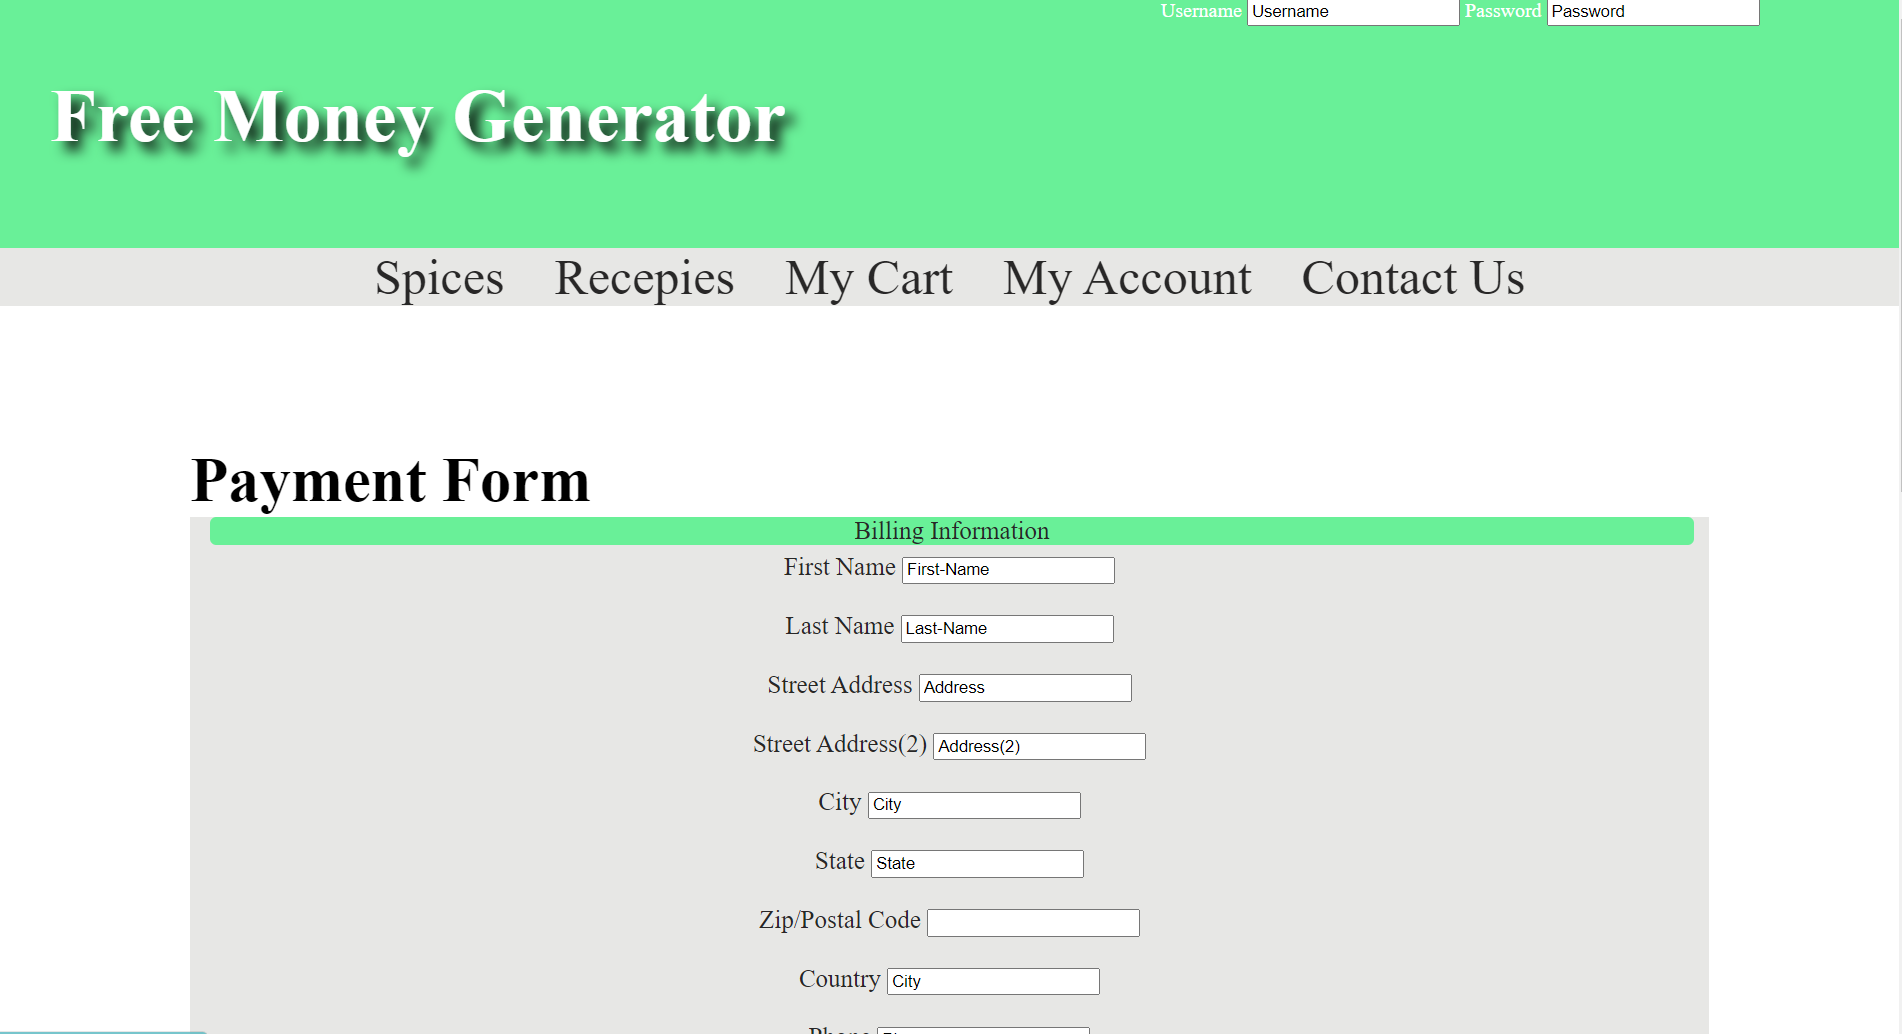 Username Username Password Password
Free Money Generator
Spices Recepies My Cart My Account Contact Us
Payment Form
Billing Information
First Name First-Name
Last Name Last-Name
Street Address Address
Street Address(2) Address(2)
City City
State State
Zip/Postal Code
Country City
Phone